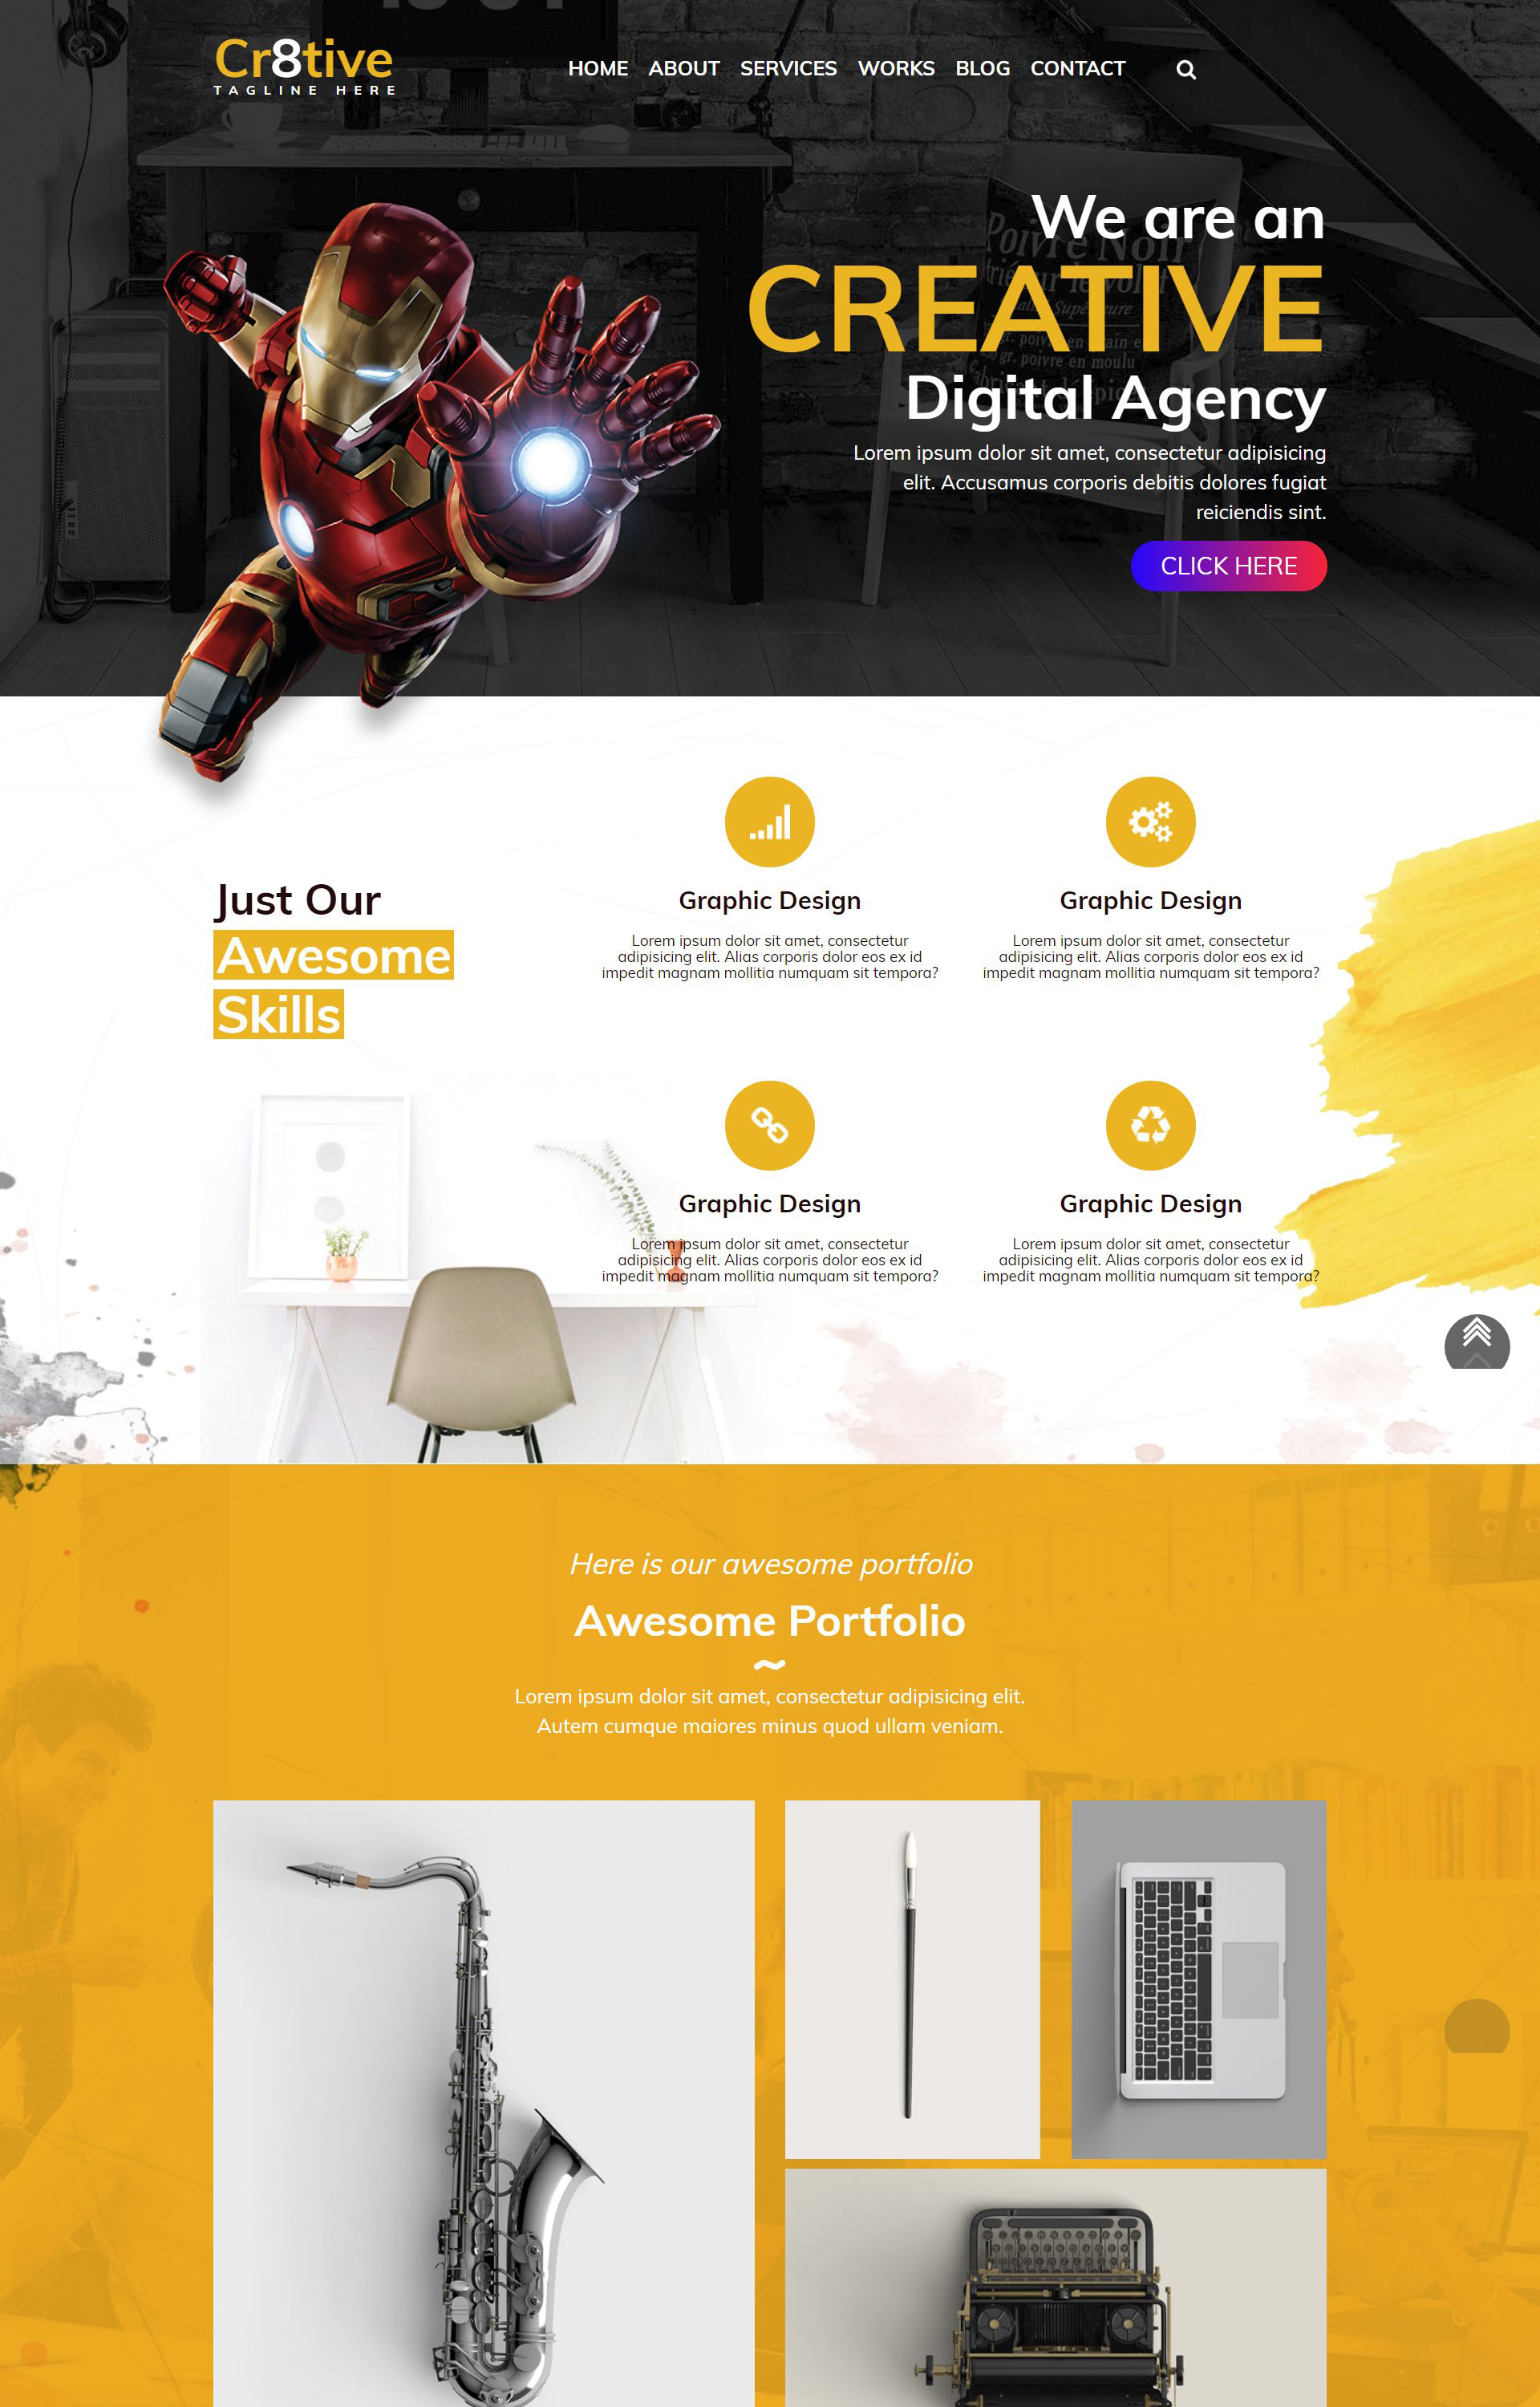 Cr8tive
TAGLINE HERE
HOME ABOUT SERVICES WORKS BLOG CONTACT
We are an
CREATIVE
Digital Agency
Lorem ipsum dolor sit amet, consectetur adipisicing
elit. Accusamus corporis debitis dolores fugiat
reiciendis sint.
CLICK HERE
Just Our
Awesome
Skills
Graphic Design
Lorem ipsum dolor sit amet, consectetur
adipisicing elit. Alias corporis dolor eos ex id
impedit magnam mollitia numquam sit tempora?
Graphic Design
Lorem ipsum dolor sit amet, consectetur
adipisicing elit. Alias corporis dolor eos ex id
impedit magnam mollitia numquam sit tempora?
Graphic Design
Lorem ipsum dolor sit amet, consectetur
adipisicing elit. Alias corporis dolor eos ex id
impedit magnam mollitia numquam sit tempora?
Graphic Design
Lorem ipsum dolor sit amet, consectetur
adipisicing elit. Alias corporis dolor eos ex id
impedit magnam mollitia numquam sit tempora?
Here is our awesome portfolio
Awesome Portfolio
Lorem ipsum dolor sit amet, consectetur adipisicing elit.
Autem cumque maiores minus quod ullam veniam.